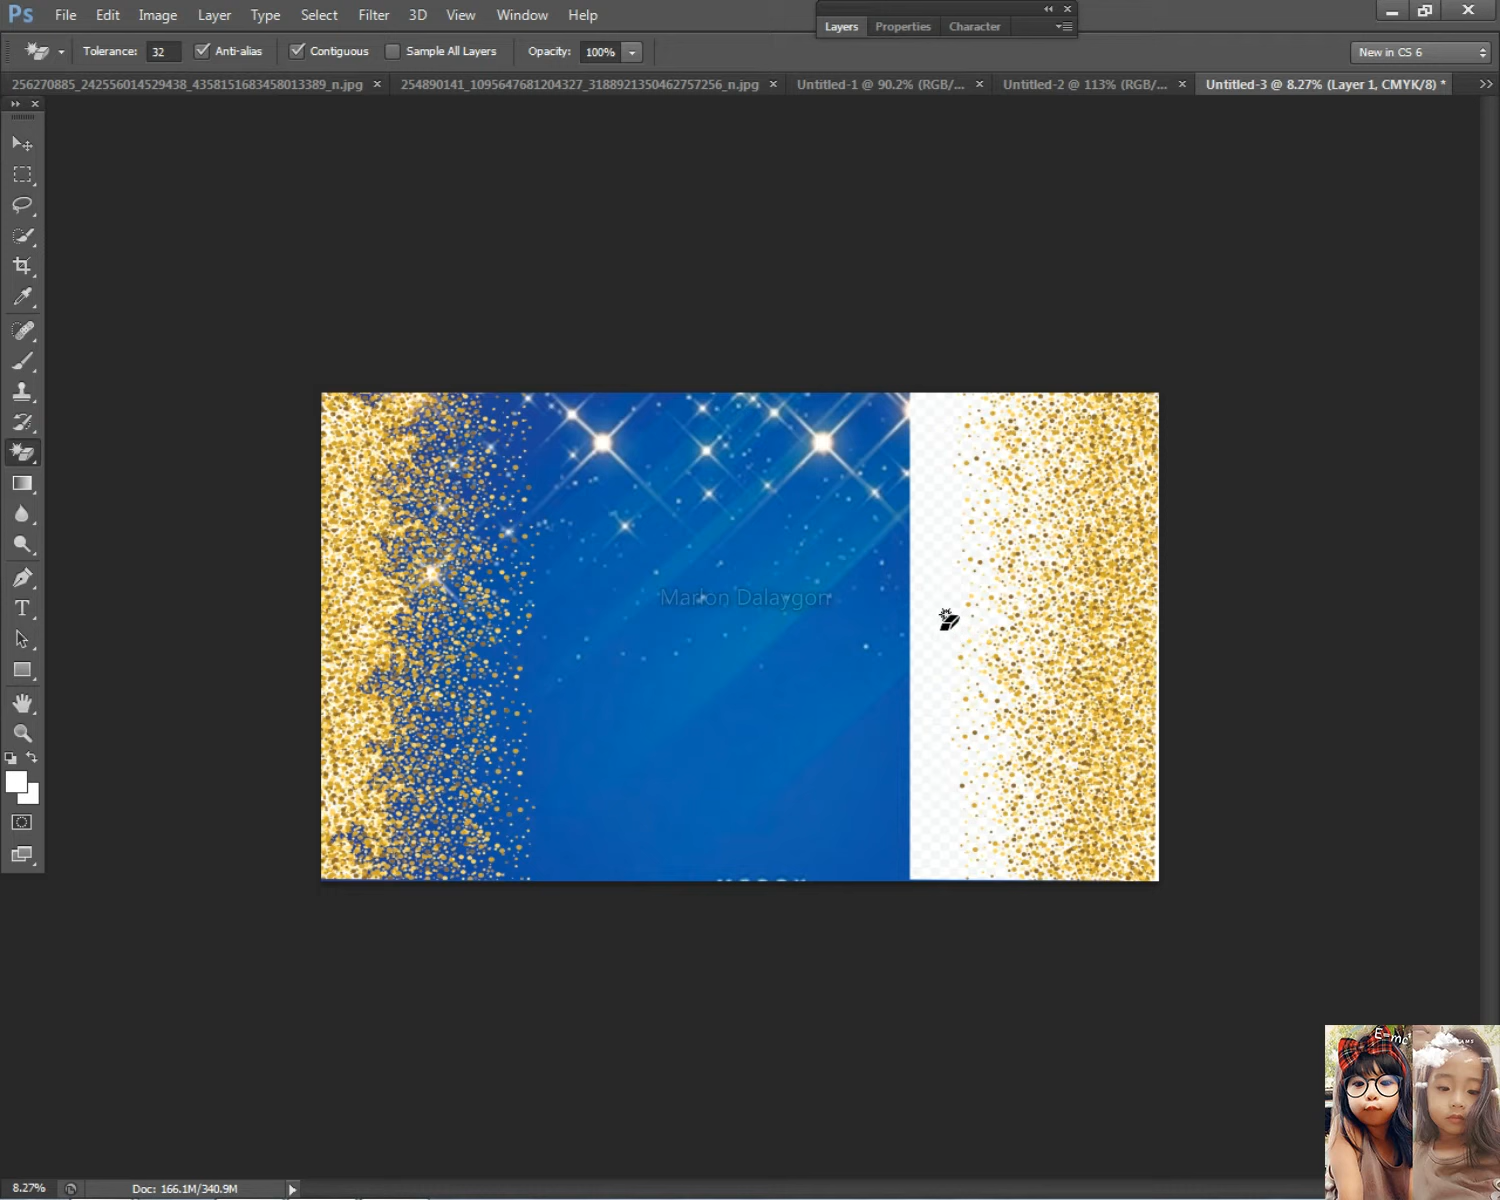 Ps File Edit Image Layer Type Select Filter 3D View Window Help
Layers Properties Character
Tolerance: 32 Anti-alias Contiguous Sample All Layers Opacity: 100% New in CS 6
256270885_242556014529438_4358151683458013389_n.jpg × 254890141_1095647681204327_3188921350462757256_n.jpg × Untitled-1 @ 90.2% (RGB/... × Untitled-2 @ 113% (RGB/... × Untitled-3 @ 8.27% (Layer 1, CMYK/8) * ×
Marlon Dalaygon
E=mc²
8.27% Doc: 166.1M/340.9M